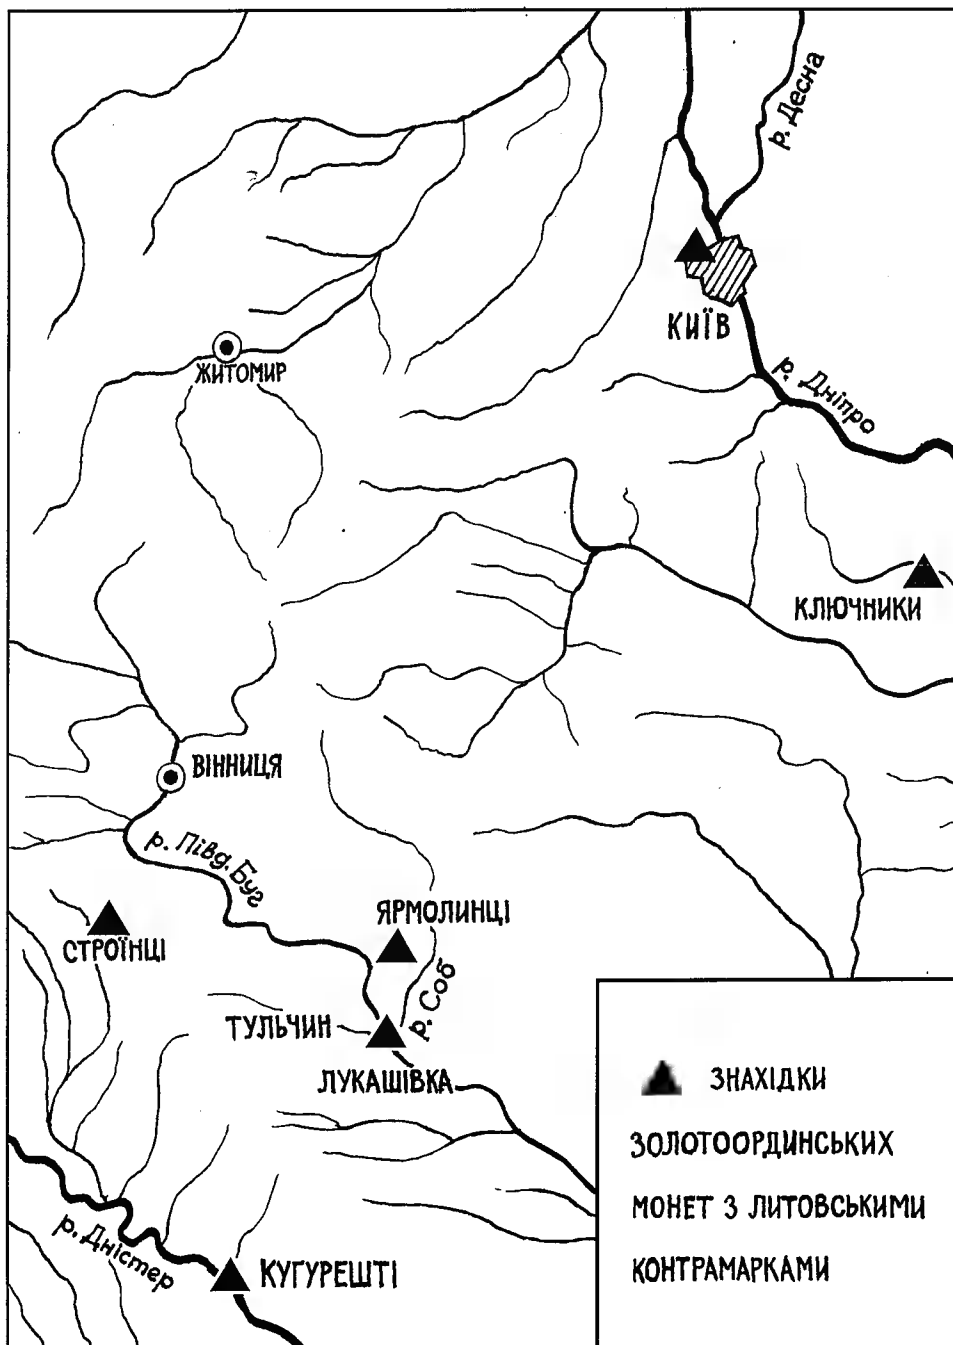 р. Десна
КИЇВ
р. Дніпро
ЖИТОМИР
КЛЮЧНИКИ
ВІННИЦЯ
р. Півд. Буг
ЯРМОЛИНЦІ
СТРОЇНЦІ
р. Соб
ТУЛЬЧИН
ЛУКАШІВКА
р. Дністер
КУГУРЕШТІ
ЗНАХІДКИ
ЗОЛОТООРДИНСЬКИХ
МОНЕТ З ЛИТОВСЬКИМИ
КОНТРАМАРКАМИ